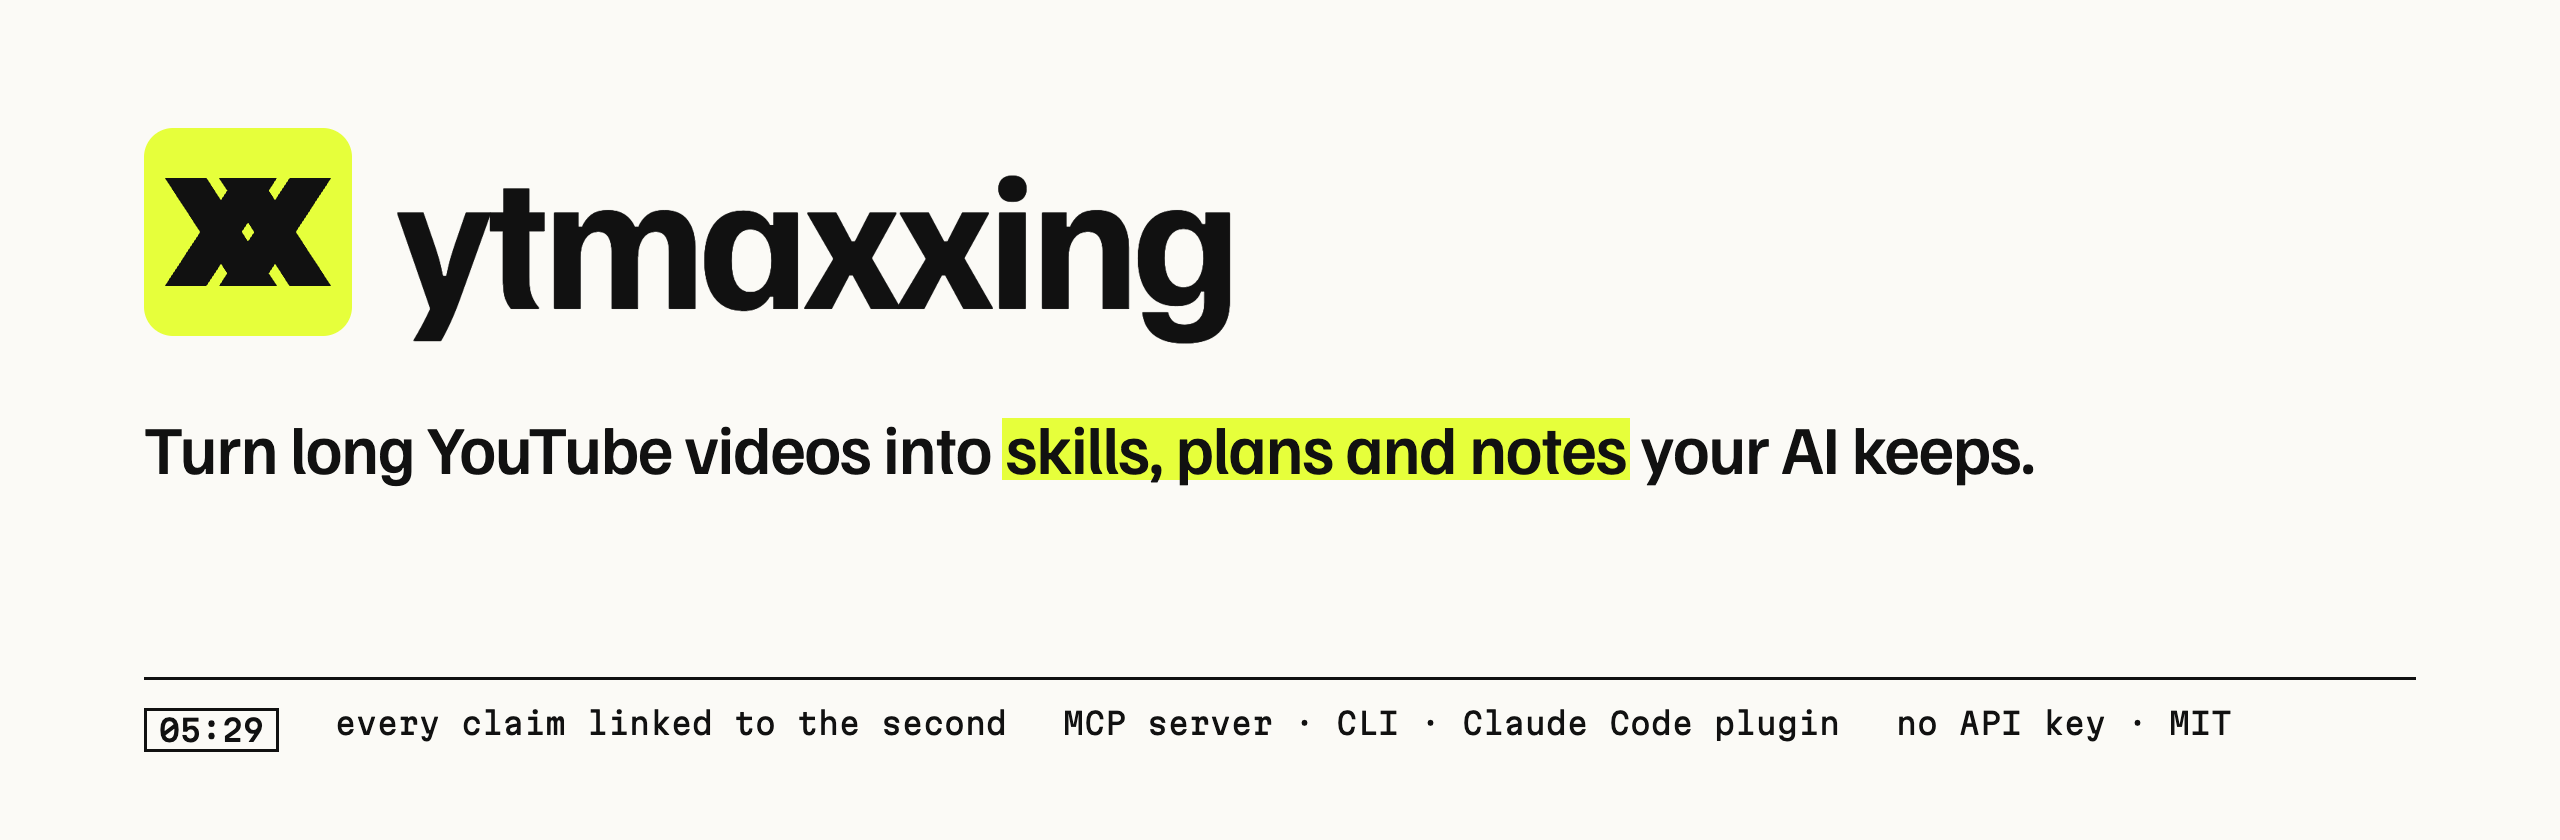 XX ytmaxxing
Turn long YouTube videos into skills, plans and notes your AI keeps.
05:29 every claim linked to the second MCP server · CLI · Claude Code plugin no API key · MIT